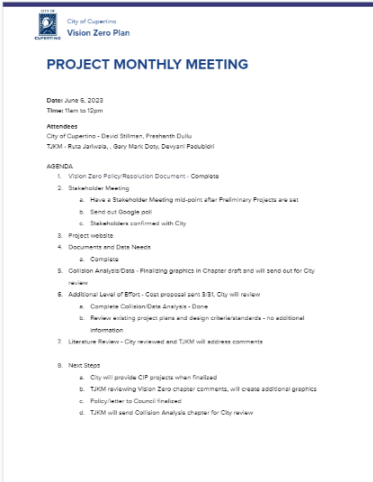 CITY OF
CUPERTINO
City of Cupertino
Vision Zero Plan
PROJECT MONTHLY MEETING
Date: June 6, 2023
Time: 11am to 12pm
Attendees
City of Cupertino - David Stillman, Prashanth Dullu
TJKM - Ruta Jariwala, , Gary Mark Doty, Devyani Padubidri
AGENDA
1. Vision Zero Policy/Resolution Document - Complete
2. Stakeholder Meeting
a. Have a Stakeholder Meeting mid-point after Preliminary Projects are set
b. Send out Google poll
c. Stakeholders confirmed with City
3. Project website
4. Documents and Data Needs
a. Complete
5. Collision Analysis/Data - Finalizing graphics in Chapter draft and will send out for City
review
6. Additional Level of Effort - Cost proposal sent 3/31, City will review
a. Complete Collision/Data Analysis - Done
b. Review existing project plans and design criteria/standards - no additional
information
7. Literature Review - City reviewed and TJKM will address comments
9. Next Steps
a. City will provide CIP projects when finalized
b. TJKM reviewing Vision Zero chapter comments, will create additional graphics
c. Policy/letter to Council finalized
d. TJKM will send Collision Analysis chapter for City review